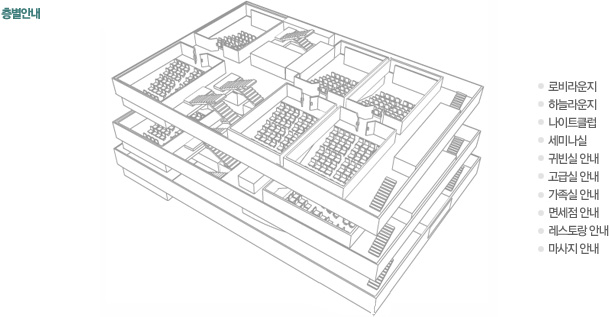 층별안내
로비라운지
하늘라운지
나이트클럽
세미나실
귀빈실 안내
고급실 안내
가족실 안내
면세점 안내
레스토랑 안내
마사지 안내